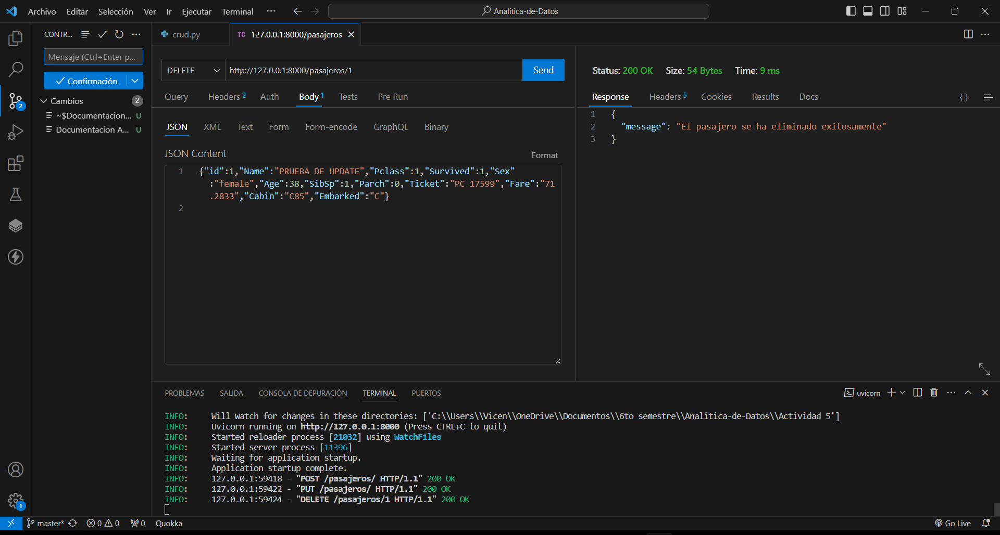 Archivo Editar Selección Ver Ir Ejecutar Terminal ··· Analitica-de-Datos
CONTR... crud.py TC 127.0.0.1:8000/pasajeros
Mensaje (Ctrl+Enter p...
Confirmación
Cambios 2
~$Documentacion... U
Documentacion A... U
2
1
DELETE http://127.0.0.1:8000/pasajeros/1 Send
Query Headers 2 Auth Body 1 Tests Pre Run
JSON XML Text Form Form-encode GraphQL Binary
JSON Content
Format
1 {"id":1,"Name":"PRUEBA DE UPDATE","Pclass":1,"Survived":1,"Sex"
:"female","Age":38,"SibSp":1,"Parch":0,"Ticket":"PC 17599","Fare":"71
.2833","Cabin":"C85","Embarked":"C"}
2
Status: 200 OK Size: 54 Bytes Time: 9 ms
Response Headers 5 Cookies Results Docs {}
1 {
2 "message": "El pasajero se ha eliminado exitosamente"
3 }
PROBLEMAS SALIDA CONSOLA DE DEPURACIÓN TERMINAL PUERTOS uvicorn
INFO: Will watch for changes in these directories: ['C:\\Users\\Vicen\\OneDrive\\Documentos\\6to semestre\\Analitica-de-Datos\\Actividad 5']
INFO: Uvicorn running on http://127.0.0.1:8000 (Press CTRL+C to quit)
INFO: Started reloader process [21032] using WatchFiles
INFO: Started server process [11396]
INFO: Waiting for application startup.
INFO: Application startup complete.
INFO: 127.0.0.1:59418 - "POST /pasajeros/ HTTP/1.1" 200 OK
INFO: 127.0.0.1:59422 - "PUT /pasajeros/ HTTP/1.1" 200 OK
INFO: 127.0.0.1:59424 - "DELETE /pasajeros/1 HTTP/1.1" 200 OK
master* 0 0 0 Quokka Go Live